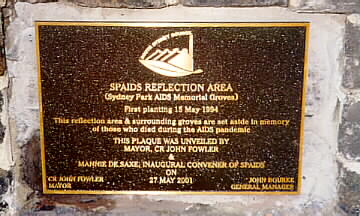 SPAIDS REFLECTION AREA
(Sydney Park AIDS Memorial Groves)
First planting 15 May 1994
This reflection area & surrounding groves are set aside in memory
of those who died during the AIDS pandemic
THIS PLAQUE WAS UNVEILED BY
MAYOR, CR JOHN FOWLER
&
MANNIE DE SAXE, INAUGURAL CONVENER OF SPAIDS
ON
27 MAY 2001
CR JOHN FOWLER JOHN BOURKE
MAYOR GENERAL MANAGER